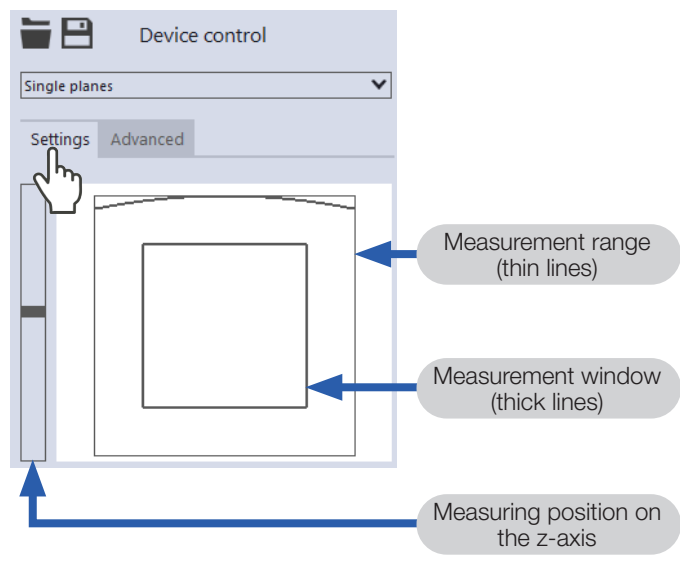 Device control
Single planes
Settings
Advanced
Measurement range
(thin lines)
Measurement window
(thick lines)
Measuring position on
the z-axis